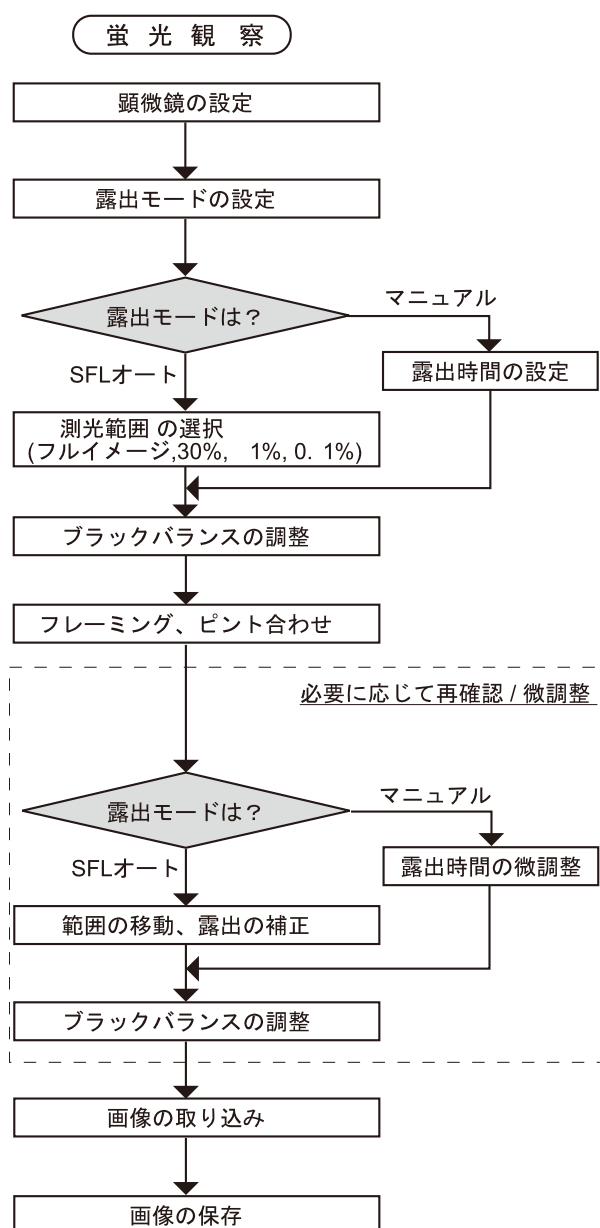 蛍光観察
顕微鏡の設定
露出モードの設定
露出モードは？
マニュアル
SFLオート
露出時間の設定
測光範囲 の選択
(フルイメージ,30%, 1%, 0. 1%)
ブラックバランスの調整
フレーミング、ピント合わせ
必要に応じて再確認 / 微調整
露出モードは？
マニュアル
SFLオート
露出時間の微調整
範囲の移動、露出の補正
ブラックバランスの調整
画像の取り込み
画像の保存